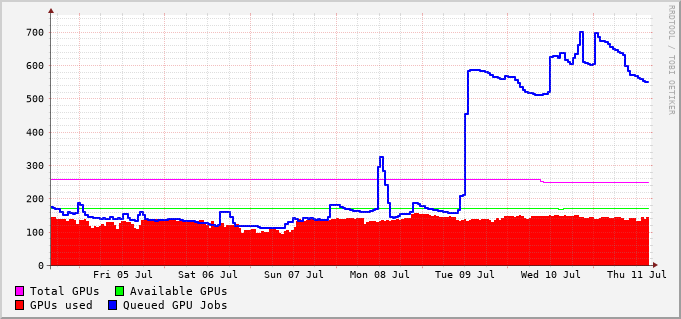 700
600
500
400
300
200
100
0
Fri 05 Jul Sat 06 Jul Sun 07 Jul Mon 08 Jul Tue 09 Jul Wed 10 Jul Thu 11 Jul
Total GPUs Available GPUs
GPUs used Queued GPU Jobs
RRDTOOL / TOBI OETIKER